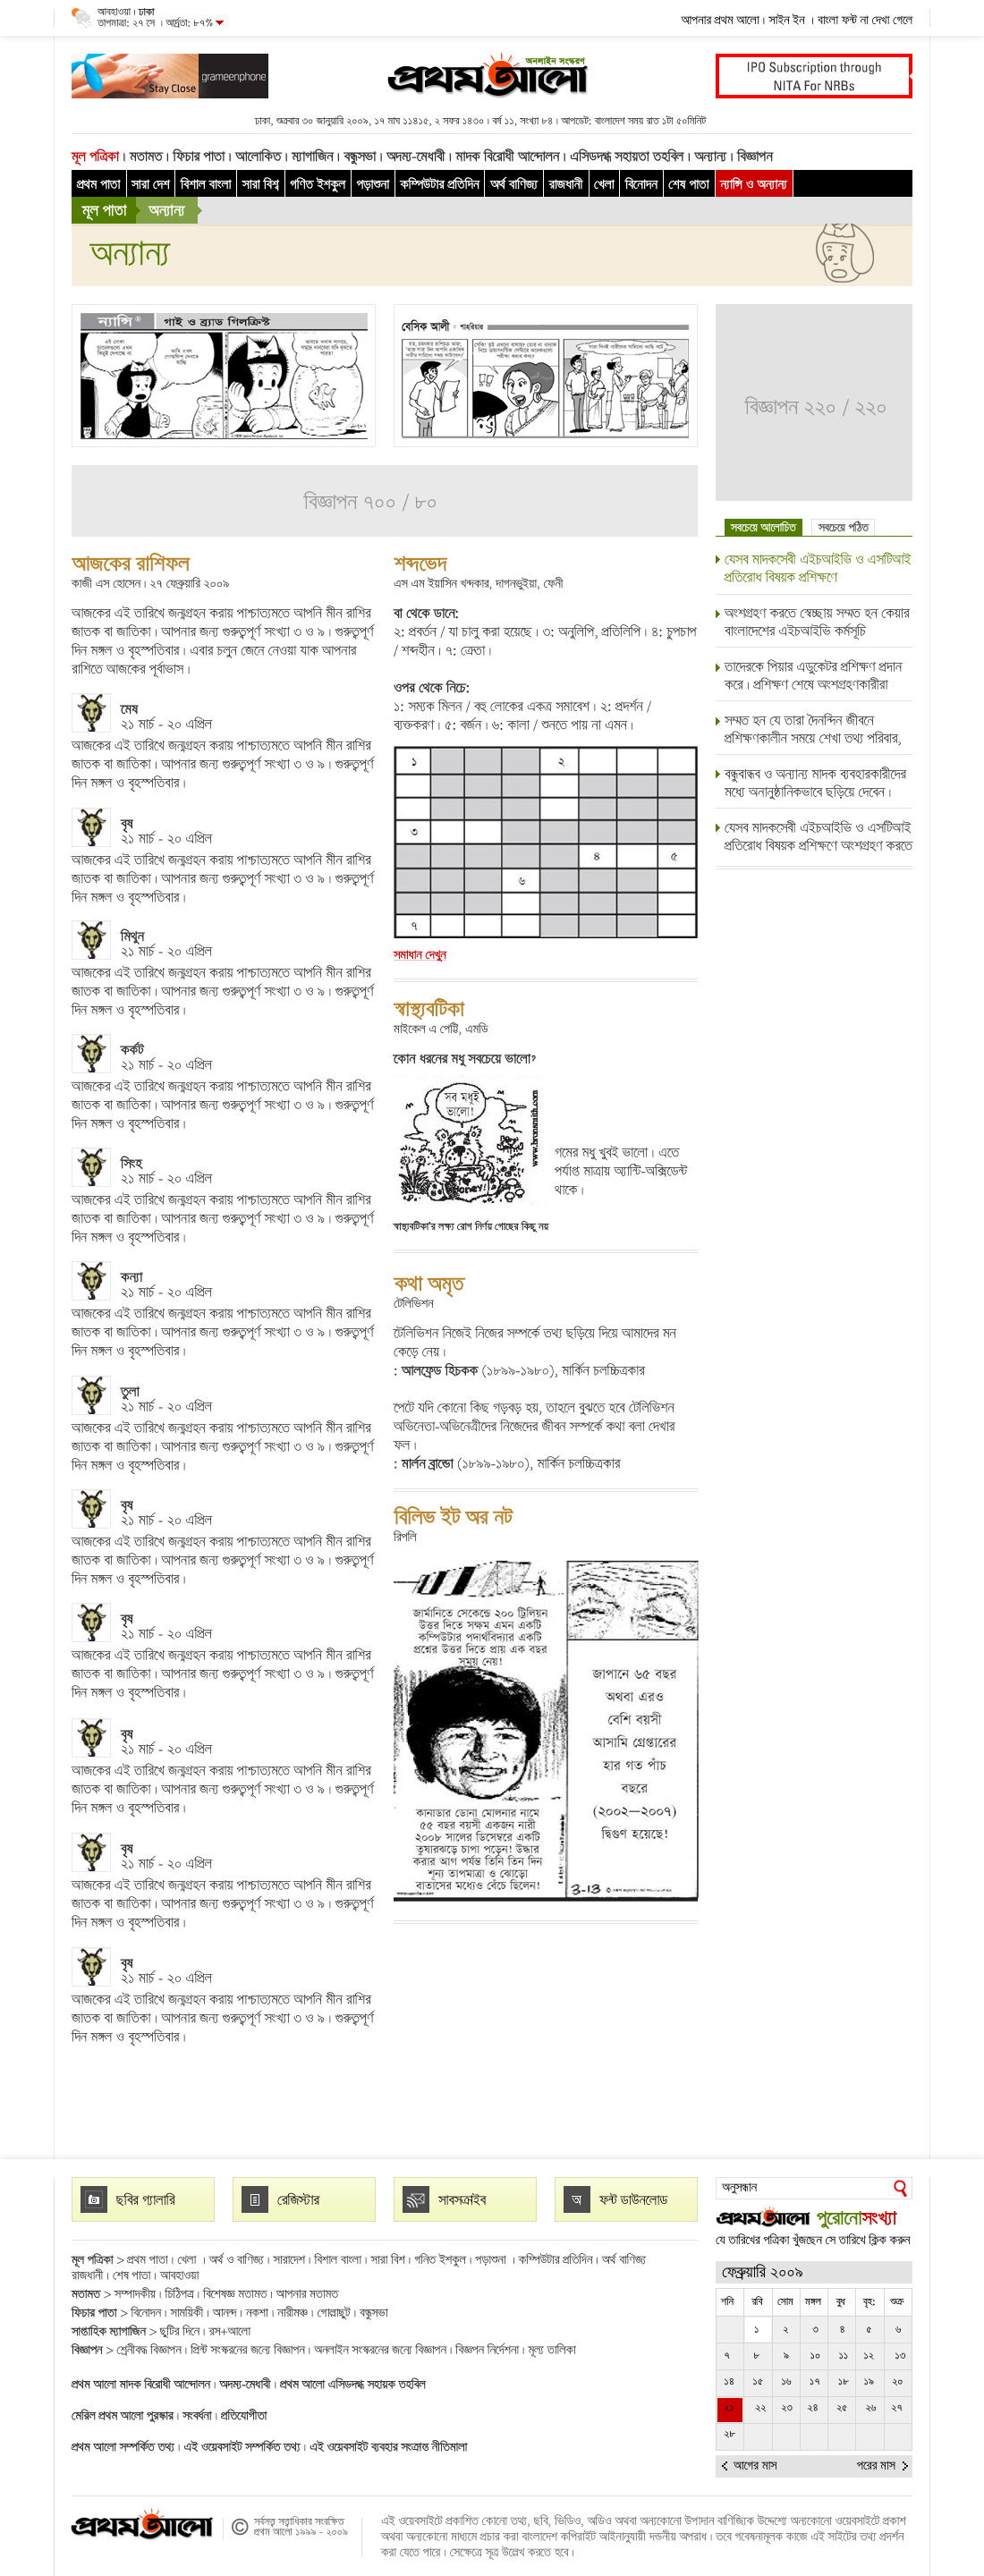 আবহাওয়া । ঢাকা
তাপমাত্রা: ২৭ সে । আর্দ্রতা: ৮৭%
আপনার প্রথম আলো । সাইন ইন । বাংলা ফন্ট না দেখা গেলে
Stay Close
grameenphone
অনলাইন সংস্করণ
প্রথম আলো
IPO Subscription through
NITA For NRBs
ঢাকা, শুক্রবার ৩০ জানুয়ারি ২০০৯, ১৭ মাঘ ১১৪১৫, ২ সফর ১৪৩০ । বর্ষ ১১, সংখ্যা ৮৪ । আপডেট: বাংলাদেশ সময় রাত ১টা ৫০মিনিট
মূল পত্রিকা । মতামত । ফিচার পাতা । আলোকিত । ম্যাগাজিন । বন্ধুসভা । অদম্য-মেধাবী । মাদক বিরোধী আন্দোলন । এসিডদগ্ধ সহায়তা তহবিল । অন্যান্য । বিজ্ঞাপন
প্রথম পাতা সারা দেশ বিশাল বাংলা সারা বিশ্ব গণিত ইশকুল পড়াশুনা কম্পিউটার প্রতিদিন অর্থ বাণিজ্য রাজধানী খেলা বিনোদন শেষ পাতা ন্যান্সি ও অন্যান্য
মূল পাতা অন্যান্য
অন্যান্য
ন্যান্সি ® গাই ও ব্র্যাড গিলক্রিস্ট
বেসিক আলী শাহরিয়ার
বিজ্ঞাপন ২২০ / ২২০
বিজ্ঞাপন ৭০০ / ৮০
সবচেয়ে আলোচিত সবচেয়ে পঠিত
যেসব মাদকসেবী এইচআইভি ও এসটিআই
প্রতিরোধ বিষয়ক প্রশিক্ষণে
অংশগ্রহণ করতে স্বেচ্ছায় সম্মত হন কেয়ার
বাংলাদেশের এইচআইভি কর্মসূচি
তাদেরকে পিয়ার এডুকেটর প্রশিক্ষণ প্রদান
করে । প্রশিক্ষণ শেষে অংশগ্রহণকারীরা
সম্মত হন যে তারা দৈনন্দিন জীবনে
প্রশিক্ষণকালীন সময়ে শেখা তথ্য পরিবার,
বন্ধুবান্ধব ও অন্যান্য মাদক ব্যবহারকারীদের
মধ্যে অনানুষ্ঠানিকভাবে ছড়িয়ে দেবেন ।
যেসব মাদকসেবী এইচআইভি ও এসটিআই
প্রতিরোধ বিষয়ক প্রশিক্ষণে অংশগ্রহণ করতে
আজকের রাশিফল
কাজী এস হোসেন । ২৭ ফেব্রুয়ারি ২০০৯
আজকের এই তারিখে জন্মগ্রহন করায় পাশ্চাত্যমতে আপনি মীন রাশির
জাতক বা জাতিকা । আপনার জন্য গুরুত্বপূর্ণ সংখ্যা ৩ ও ৯ । গুরুত্বপূর্ণ
দিন মঙ্গল ও বৃহস্পতিবার । এবার চলুন জেনে নেওয়া যাক আপনার
রাশিতে আজকের পূর্বাভাস ।
মেষ
২১ মার্চ - ২০ এপ্রিল
আজকের এই তারিখে জন্মগ্রহন করায় পাশ্চাত্যমতে আপনি মীন রাশির
জাতক বা জাতিকা । আপনার জন্য গুরুত্বপূর্ণ সংখ্যা ৩ ও ৯ । গুরুত্বপূর্ণ
দিন মঙ্গল ও বৃহস্পতিবার ।
বৃষ
২১ মার্চ - ২০ এপ্রিল
আজকের এই তারিখে জন্মগ্রহন করায় পাশ্চাত্যমতে আপনি মীন রাশির
জাতক বা জাতিকা । আপনার জন্য গুরুত্বপূর্ণ সংখ্যা ৩ ও ৯ । গুরুত্বপূর্ণ
দিন মঙ্গল ও বৃহস্পতিবার ।
মিথুন
২১ মার্চ - ২০ এপ্রিল
আজকের এই তারিখে জন্মগ্রহন করায় পাশ্চাত্যমতে আপনি মীন রাশির
জাতক বা জাতিকা । আপনার জন্য গুরুত্বপূর্ণ সংখ্যা ৩ ও ৯ । গুরুত্বপূর্ণ
দিন মঙ্গল ও বৃহস্পতিবার ।
কর্কট
২১ মার্চ - ২০ এপ্রিল
আজকের এই তারিখে জন্মগ্রহন করায় পাশ্চাত্যমতে আপনি মীন রাশির
জাতক বা জাতিকা । আপনার জন্য গুরুত্বপূর্ণ সংখ্যা ৩ ও ৯ । গুরুত্বপূর্ণ
দিন মঙ্গল ও বৃহস্পতিবার ।
সিংহ
২১ মার্চ - ২০ এপ্রিল
আজকের এই তারিখে জন্মগ্রহন করায় পাশ্চাত্যমতে আপনি মীন রাশির
জাতক বা জাতিকা । আপনার জন্য গুরুত্বপূর্ণ সংখ্যা ৩ ও ৯ । গুরুত্বপূর্ণ
দিন মঙ্গল ও বৃহস্পতিবার ।
কন্যা
২১ মার্চ - ২০ এপ্রিল
আজকের এই তারিখে জন্মগ্রহন করায় পাশ্চাত্যমতে আপনি মীন রাশির
জাতক বা জাতিকা । আপনার জন্য গুরুত্বপূর্ণ সংখ্যা ৩ ও ৯ । গুরুত্বপূর্ণ
দিন মঙ্গল ও বৃহস্পতিবার ।
তুলা
২১ মার্চ - ২০ এপ্রিল
আজকের এই তারিখে জন্মগ্রহন করায় পাশ্চাত্যমতে আপনি মীন রাশির
জাতক বা জাতিকা । আপনার জন্য গুরুত্বপূর্ণ সংখ্যা ৩ ও ৯ । গুরুত্বপূর্ণ
দিন মঙ্গল ও বৃহস্পতিবার ।
বৃষ
২১ মার্চ - ২০ এপ্রিল
আজকের এই তারিখে জন্মগ্রহন করায় পাশ্চাত্যমতে আপনি মীন রাশির
জাতক বা জাতিকা । আপনার জন্য গুরুত্বপূর্ণ সংখ্যা ৩ ও ৯ । গুরুত্বপূর্ণ
দিন মঙ্গল ও বৃহস্পতিবার ।
বৃষ
২১ মার্চ - ২০ এপ্রিল
আজকের এই তারিখে জন্মগ্রহন করায় পাশ্চাত্যমতে আপনি মীন রাশির
জাতক বা জাতিকা । আপনার জন্য গুরুত্বপূর্ণ সংখ্যা ৩ ও ৯ । গুরুত্বপূর্ণ
দিন মঙ্গল ও বৃহস্পতিবার ।
বৃষ
২১ মার্চ - ২০ এপ্রিল
আজকের এই তারিখে জন্মগ্রহন করায় পাশ্চাত্যমতে আপনি মীন রাশির
জাতক বা জাতিকা । আপনার জন্য গুরুত্বপূর্ণ সংখ্যা ৩ ও ৯ । গুরুত্বপূর্ণ
দিন মঙ্গল ও বৃহস্পতিবার ।
বৃষ
২১ মার্চ - ২০ এপ্রিল
আজকের এই তারিখে জন্মগ্রহন করায় পাশ্চাত্যমতে আপনি মীন রাশির
জাতক বা জাতিকা । আপনার জন্য গুরুত্বপূর্ণ সংখ্যা ৩ ও ৯ । গুরুত্বপূর্ণ
দিন মঙ্গল ও বৃহস্পতিবার ।
বৃষ
২১ মার্চ - ২০ এপ্রিল
আজকের এই তারিখে জন্মগ্রহন করায় পাশ্চাত্যমতে আপনি মীন রাশির
জাতক বা জাতিকা । আপনার জন্য গুরুত্বপূর্ণ সংখ্যা ৩ ও ৯ । গুরুত্বপূর্ণ
দিন মঙ্গল ও বৃহস্পতিবার ।
শব্দভেদ
এস এম ইয়াসিন খন্দকার, দাগনভুইয়া, ফেনী
বা থেকে ডানে:
২: প্রবর্তন / যা চালু করা হয়েছে । ৩: অনুলিপি, প্রতিলিপি । ৪: চুপচাপ
/ শব্দহীন । ৭: ক্রেতা ।
ওপর থেকে নিচে:
১: সম্যক মিলন / বহু লোকের একত্র সমাবেশ । ২: প্রদর্শন /
ব্যক্তকরণ । ৫: বর্জন । ৬: কালা / শুনতে পায় না এমন ।
১ ২
৩
৪ ৫
৬
৭
সমাধান দেখুন
স্বাস্থ্যবটিকা
মাইকেল এ পেট্টি, এমডি
কোন ধরনের মধু সবচেয়ে ভালো?
সব মধুই
ভালো!
Honey!
www.bronsmith.com
গমের মধু খুবই ভালো । এতে
পর্যাপ্ত মাত্রায় অ্যান্টি-অক্সিডেন্ট
থাকে ।
স্বাস্থ্যবটিকা'র লক্ষ্য রোগ নির্ণয় গোছের কিছু নয়
কথা অমৃত
টেলিভিশন
টেলিভিশন নিজেই নিজের সম্পর্কে তথ্য ছড়িয়ে দিয়ে আমাদের মন
কেড়ে নেয় ।
: আলফ্রেড হিচকক (১৮৯৯-১৯৮০), মার্কিন চলচ্চিত্রকার
পেটে যদি কোনো কিছ গড়বড় হয়, তাহলে বুঝতে হবে টেলিভিশন
অভিনেতা-অভিনেত্রীদের নিজেদের জীবন সম্পর্কে কথা বলা দেখার
ফল ।
: মার্লন ব্রান্ডো (১৮৯৯-১৯৮০), মার্কিন চলচ্চিত্রকার
বিলিভ ইট অর নট
রিপলি
জার্মানিতে সেকেন্ডে ২০০ ট্রিলিয়ন
উত্তর দিতে সক্ষম এমন একটি
কম্পিউটার পদার্থবিদ্যার একটি
প্রশ্নের উত্তর দিতে প্রায় এক বছর
সময় নেয়!
জাপানে ৬৫ বছর
অথবা এরও
বেশি বয়সী
আসামি গ্রেপ্তারের
হার গত পাঁচ
বছরে
(২০০২—২০০৭)
দ্বিগুণ হয়েছে!
কানাডার ডোনা মোলনার নামে
৫৫ বছর বয়সী একজন নারী
২০০৮ সালের ডিসেম্বরে একটি
তুষারঝড়ে চাপা পড়েন! উদ্ধার
করার আগ পর্যন্ত তিনি তিন দিন
শূন্য তাপমাত্রা ও ঝোড়ো
বাতাসের মধ্যেও বেঁচে ছিলেন!
3-13
ছবির গ্যালারি রেজিস্টার সাবসক্রাইব অ ফন্ট ডাউনলোড
অনুসন্ধান
প্রথম আলো পুরোনো সংখ্যা
যে তারিখের পত্রিকা খুঁজছেন সে তারিখে ক্লিক করুন
ফেব্রুয়ারি ২০০৯
শনি রবি সোম মঙ্গল বুধ বৃহ: শুক্র
১ ২ ৩ ৪ ৫ ৬
৭ ৮ ৯ ১০ ১১ ১২ ১৩
১৪ ১৫ ১৬ ১৭ ১৮ ১৯ ২০
২১ ২২ ২৩ ২৪ ২৫ ২৬ ২৭
২৮
আগের মাস পরের মাস
মূল পত্রিকা > প্রথম পাতা । খেলা । অর্থ ও বাণিজ্য । সারাদেশ । বিশাল বাংলা । সারা বিশ । গনিত ইশকুল । পড়াশুনা । কম্পিউটার প্রতিদিন । অর্থ বাণিজ্য
রাজধানী । শেষ পাতা । আবহাওয়া
মতামত > সম্পাদকীয় । চিঠিপত্র । বিশেষজ্ঞ মতামত । আপনার মতামত
ফিচার পাতা > বিনোদন । সাময়িকী । আনন্দ । নকশা । নারীমঞ্চ । গোল্লাছুট । বন্ধুসভা
সাপ্তাহিক ম্যাগাজিন > ছুটির দিনে । রস+আলো
বিজ্ঞাপন > শ্রেনীবদ্ধ বিজ্ঞাপন । প্রিন্ট সংস্করনের জন্যে বিজ্ঞাপন । অনলাইন সংস্করনের জন্যে বিজ্ঞাপন । বিজ্ঞপন নির্দেশনা । মূল্য তালিকা
প্রথম আলো মাদক বিরোধী আন্দোলন । অদম্য-মেধাবী । প্রথম আলো এসিডদগ্ধ সহায়ক তহবিল
মেরিল প্রথম আলো পুরস্কার । সংবর্ধনা । প্রতিযোগীতা
প্রথম আলো সম্পর্কিত তথ্য । এই ওয়েবসাইট সম্পর্কিত তথ্য । এই ওয়েবসাইট ব্যবহার সংক্রান্ত নীতিমালা
প্রথম আলো
© সর্বসত্ত্ব সত্ত্বাধিকার সংরক্ষিত
প্রথম আলো ১৯৯৯ - ২০০৯
এই ওয়েবসাইটে প্রকাশিত কোনো তথ্য, ছবি, ভিডিও, অডিও অথবা অন্যকোনো উপাদান বাণিজ্যিক উদ্দেশ্যে অন্যকোনো ওয়েবসাইটে প্রকাশ
অথবা অন্যকোনো মাধ্যমে প্রচার করা বাংলাদেশ কপিরাইট আইনানুযায়ী দন্ডনীয় অপরাধ । তবে গবেষনামূলক কাজে এই সাইটের তথ্য প্রদর্শন
করা যেতে পারে । সেক্ষেত্রে সূত্র উল্লেখ করতে হবে ।